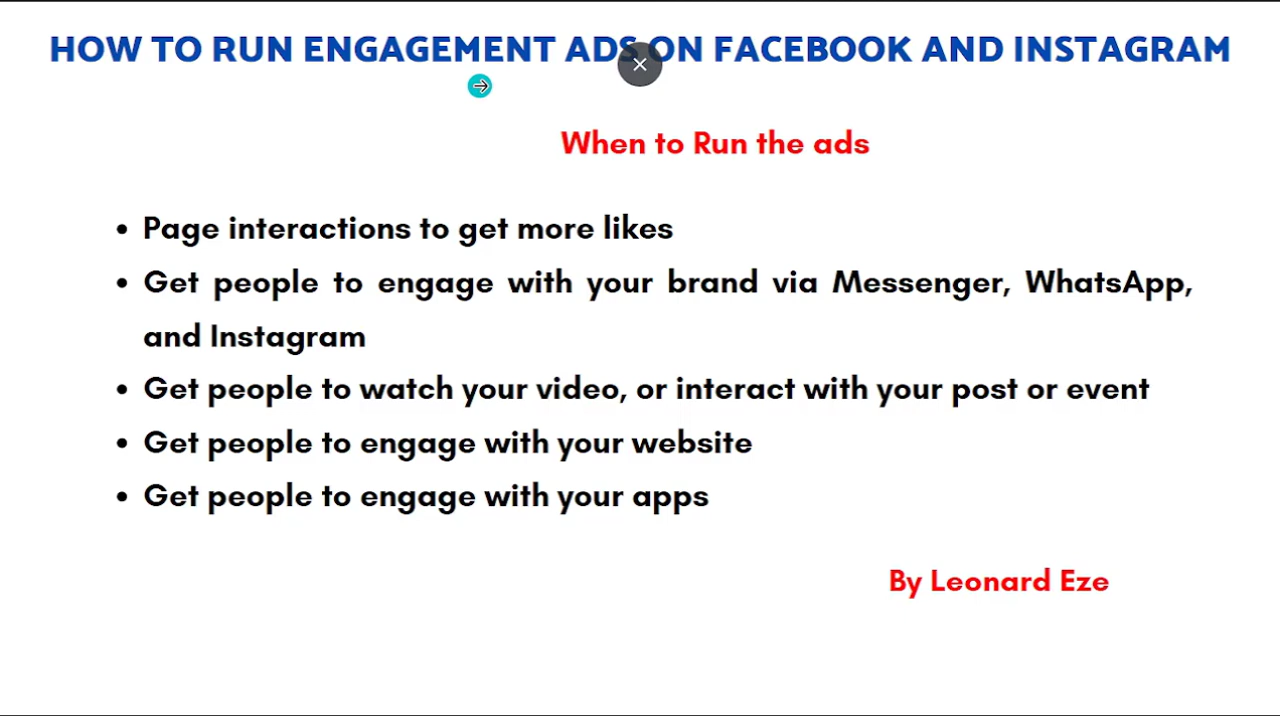 HOW TO RUN ENGAGEMENT ADS ON FACEBOOK AND INSTAGRAM
When to Run the ads
• Page interactions to get more likes
• Get people to engage with your brand via Messenger, WhatsApp,
and Instagram
• Get people to watch your video, or interact with your post or event
• Get people to engage with your website
• Get people to engage with your apps
By Leonard Eze